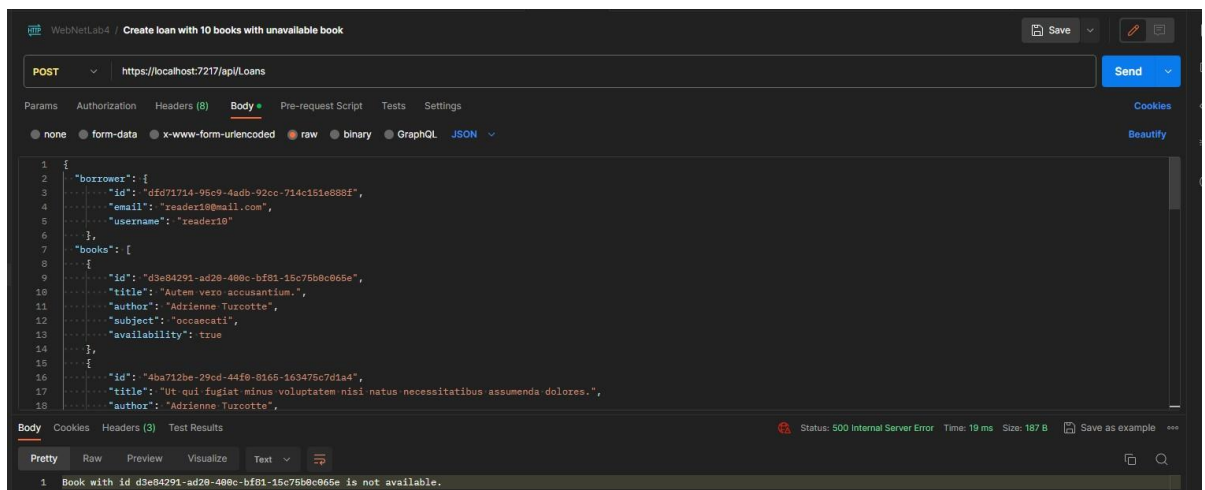 HTTP WebNetLab4 / Create loan with 10 books with unavailable book Save
POST https://localhost:7217/api/Loans Send
Params Authorization Headers (8) Body Pre-request Script Tests Settings Cookies
none form-data x-www-form-urlencoded raw binary GraphQL JSON Beautify
1 {
2 "borrower": {
3 "id": "dfd71714-95c9-4adb-92cc-714c151e888f",
4 "email": "reader10@mail.com",
5 "username": "reader10"
6 },
7 "books": [
8 {
9 "id": "d3e84291-ad20-400c-bf81-15c75b0c065e",
10 "title": "Autem vero accusantium.",
11 "author": "Adrienne Turcotte",
12 "subject": "occaecati",
13 "availability": true
14 },
15 {
16 "id": "4ba712be-29cd-44f0-8165-163475c7d1a4",
17 "title": "Ut qui fugiat minus voluptatem nisi natus necessitatibus assumenda dolores.",
18 "author": "Adrienne Turcotte",
Body Cookies Headers (3) Test Results Status: 500 Internal Server Error Time: 19 ms Size: 187 B Save as example
Pretty Raw Preview Visualize Text
1 Book with id d3e84291-ad20-400c-bf81-15c75b0c065e is not available.